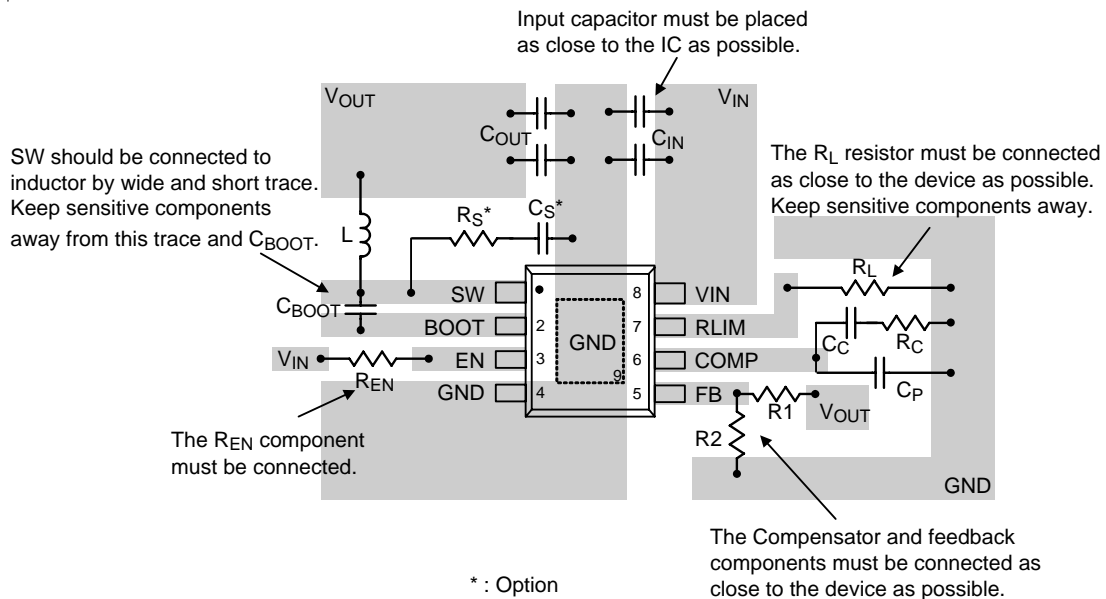 Input capacitor must be placed
as close to the IC as possible.
VOUT
VIN
COUT
CIN
SW should be connected to
inductor by wide and short trace.
Keep sensitive components
away from this trace and CBOOT.
The RL resistor must be connected
as close to the device as possible.
Keep sensitive components away.
L
RS*
CS*
RL
CBOOT
SW
8
VIN
BOOT
2
7
RLIM
CC
RC
GND
VIN
EN
3
6
COMP
REN
9
CP
GND
4
5
FB
R1
VOUT
R2
The REN component
must be connected.
GND
The Compensator and feedback
components must be connected as
close to the device as possible.
* : Option